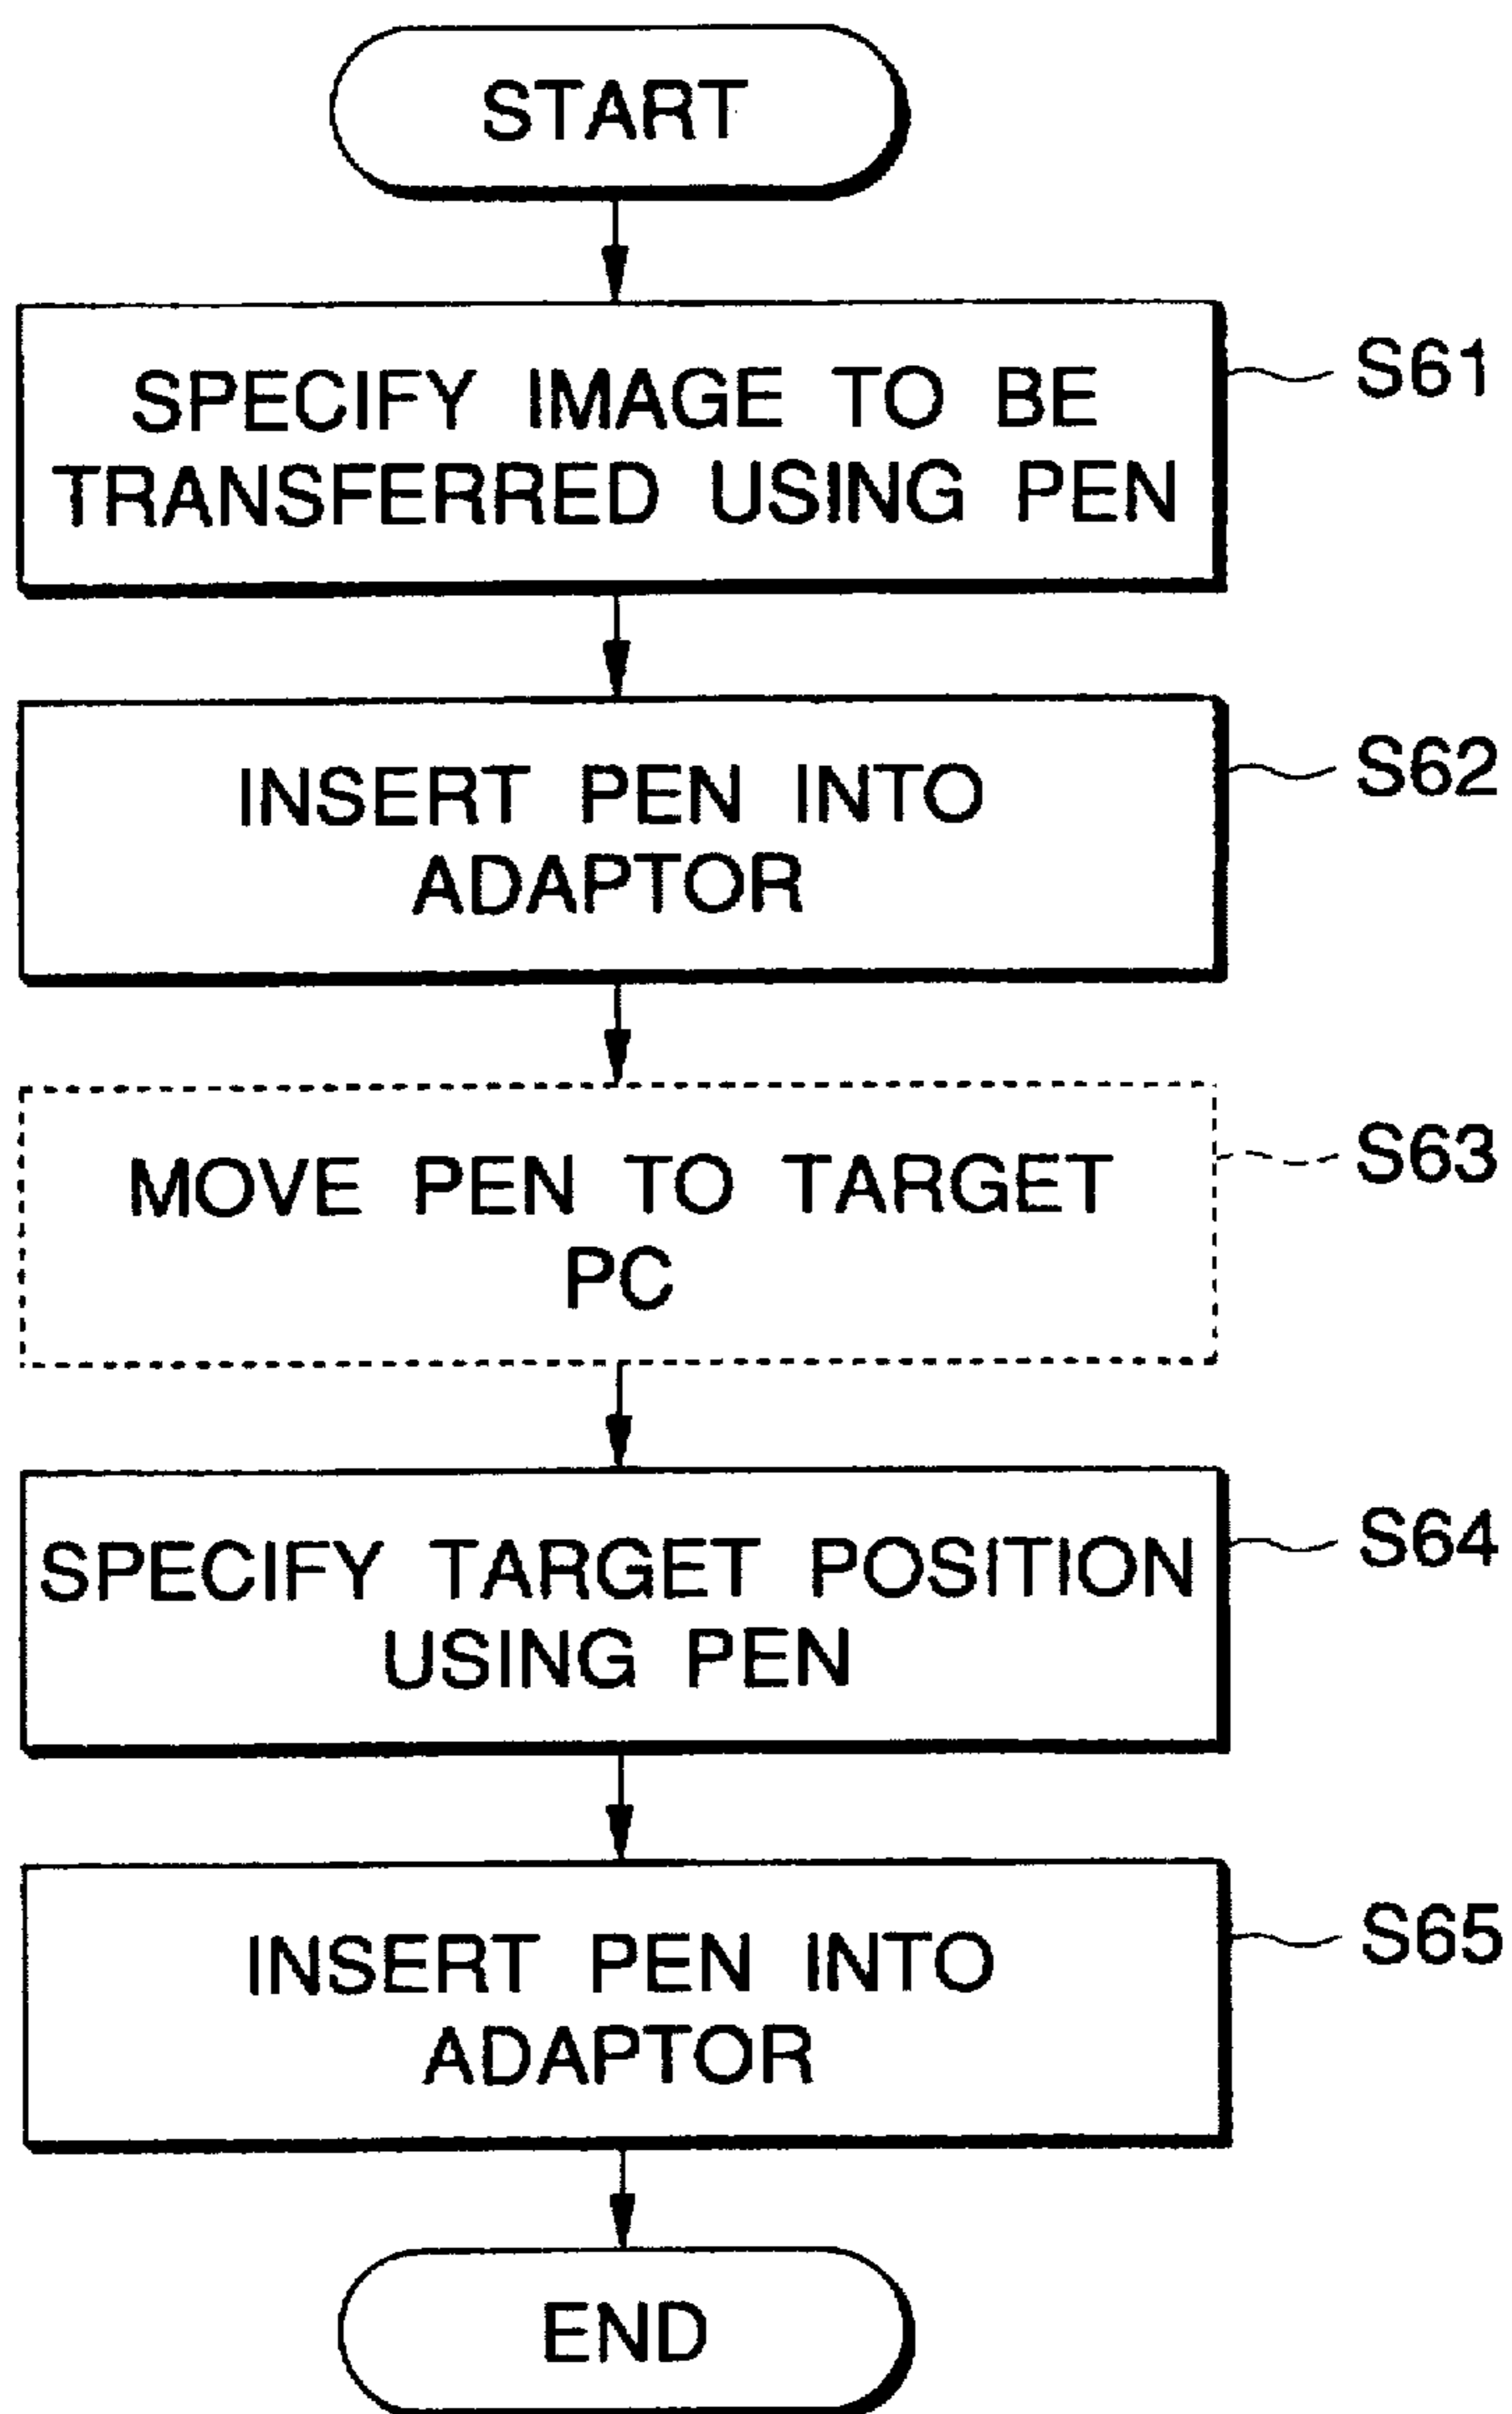 START
SPECIFY IMAGE TO BE
TRANSFERRED USING PEN
S61
INSERT PEN INTO
ADAPTOR
S62
MOVE PEN TO TARGET
PC
S63
SPECIFY TARGET POSITION
USING PEN
S64
INSERT PEN INTO
ADAPTOR
S65
END